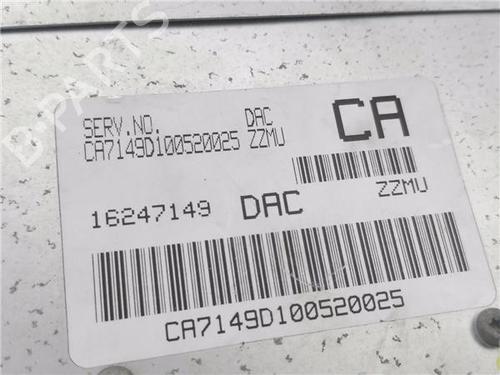 SERV.NO. DAC CA
CA7149D100520025 ZZMU
16247149 DAC ZZMU
CA7149D100520025
B-PARTS